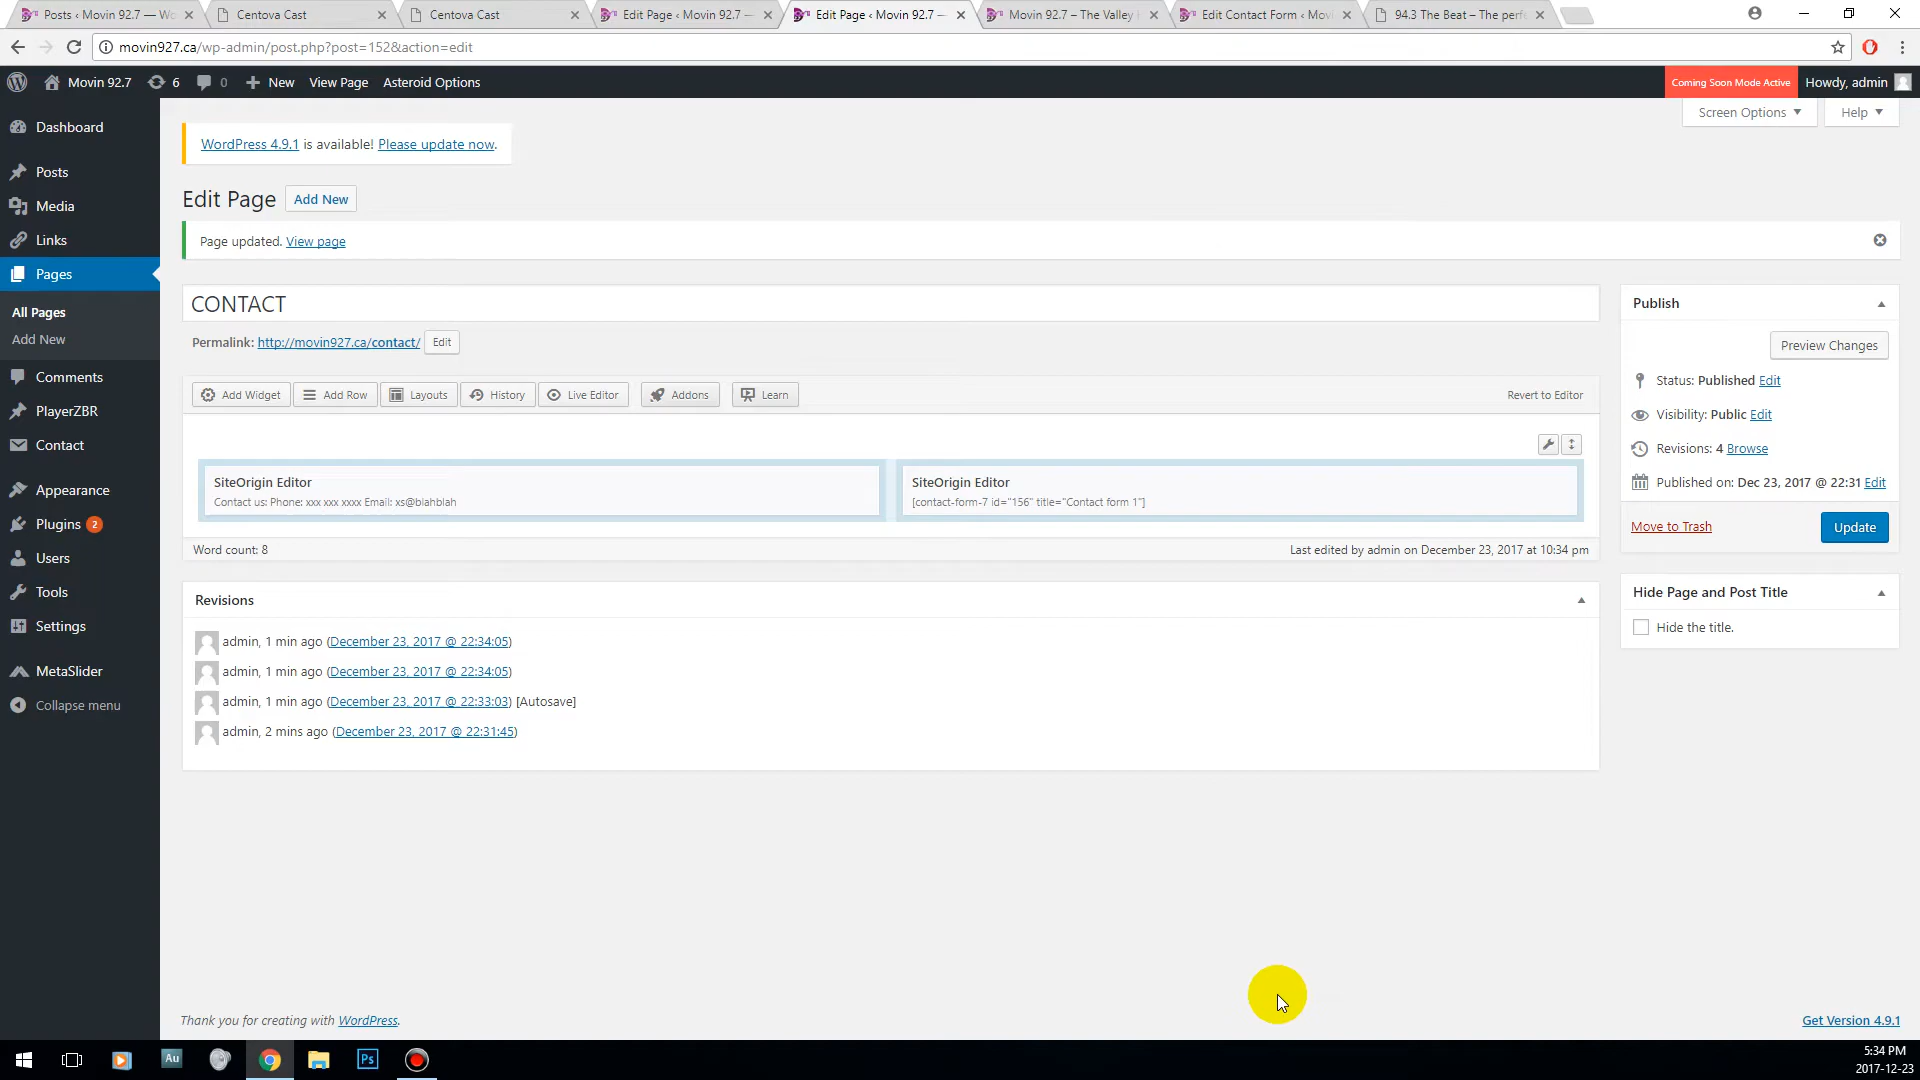 Posts ‹ Movin 92.7 — Wo
Centova Cast
Centova Cast
Edit Page ‹ Movin 92.7 —
Edit Page ‹ Movin 92.7 —
Movin 92.7 – The Valley
Edit Contact Form ‹ Movi
94.3 The Beat – The perf
movin927.ca/wp-admin/post.php?post=152&action=edit
Movin 92.7
6
0
New
View Page
Asteroid Options
Coming Soon Mode Active
Howdy, admin
Dashboard
Posts
Media
Links
Pages
All Pages
Add New
Comments
PlayerZBR
Contact
Appearance
Plugins 2
Users
Tools
Settings
MetaSlider
Collapse menu
Screen Options
Help
WordPress 4.9.1 is available! Please update now.
Edit Page
Add New
Page updated. View page
CONTACT
Permalink: http://movin927.ca/contact/ Edit
Add Widget
Add Row
Layouts
History
Live Editor
Addons
Learn
Revert to Editor
SiteOrigin Editor
Contact us: Phone: xxx xxx xxxx Email: xs@blahblah
SiteOrigin Editor
[contact-form-7 id="156" title="Contact form 1"]
Word count: 8
Last edited by admin on December 23, 2017 at 10:34 pm
Revisions
admin, 1 min ago (December 23, 2017 @ 22:34:05)
admin, 1 min ago (December 23, 2017 @ 22:34:05)
admin, 1 min ago (December 23, 2017 @ 22:33:03) [Autosave]
admin, 2 mins ago (December 23, 2017 @ 22:31:45)
Publish
Preview Changes
Status: Published Edit
Visibility: Public Edit
Revisions: 4 Browse
Published on: Dec 23, 2017 @ 22:31 Edit
Move to Trash
Update
Hide Page and Post Title
Hide the title.
Thank you for creating with WordPress.
Get Version 4.9.1
Au
Ps
5:34 PM
2017-12-23